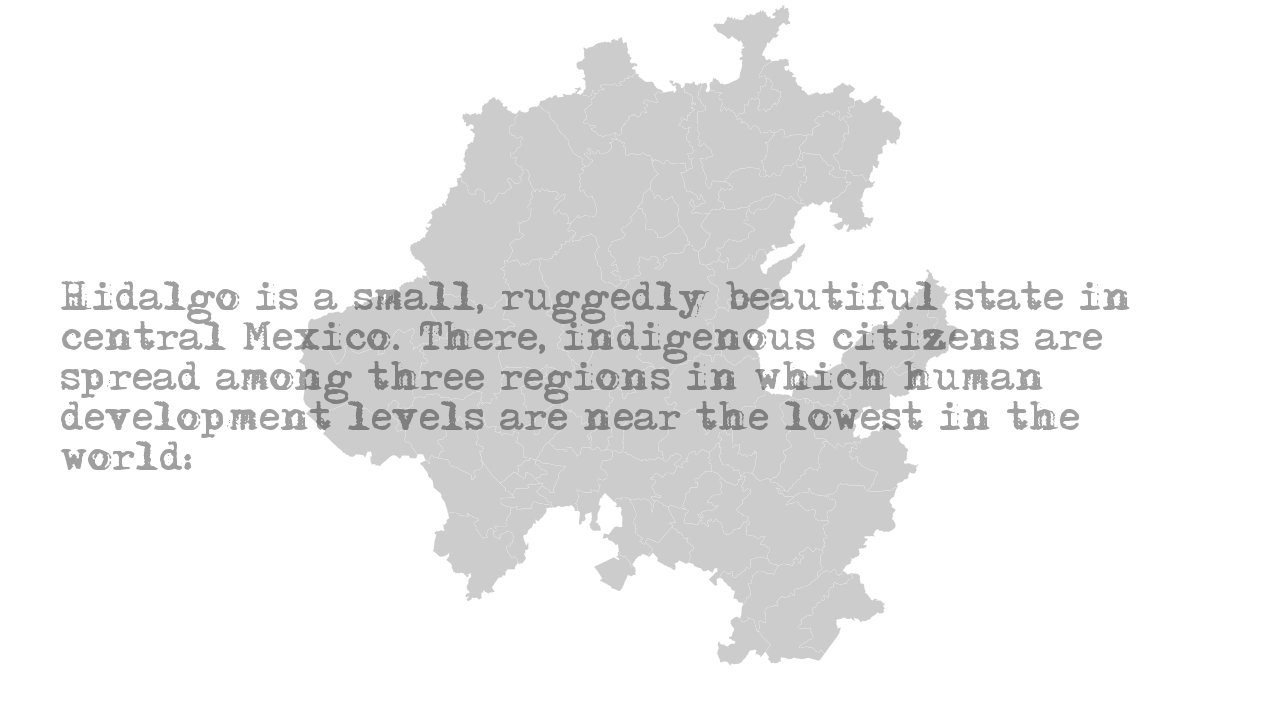 Hidalgo is a small, ruggedly beautiful state in
central Mexico. There, indigenous citizens are
spread among three regions in which human
development levels are near the lowest in the
world: